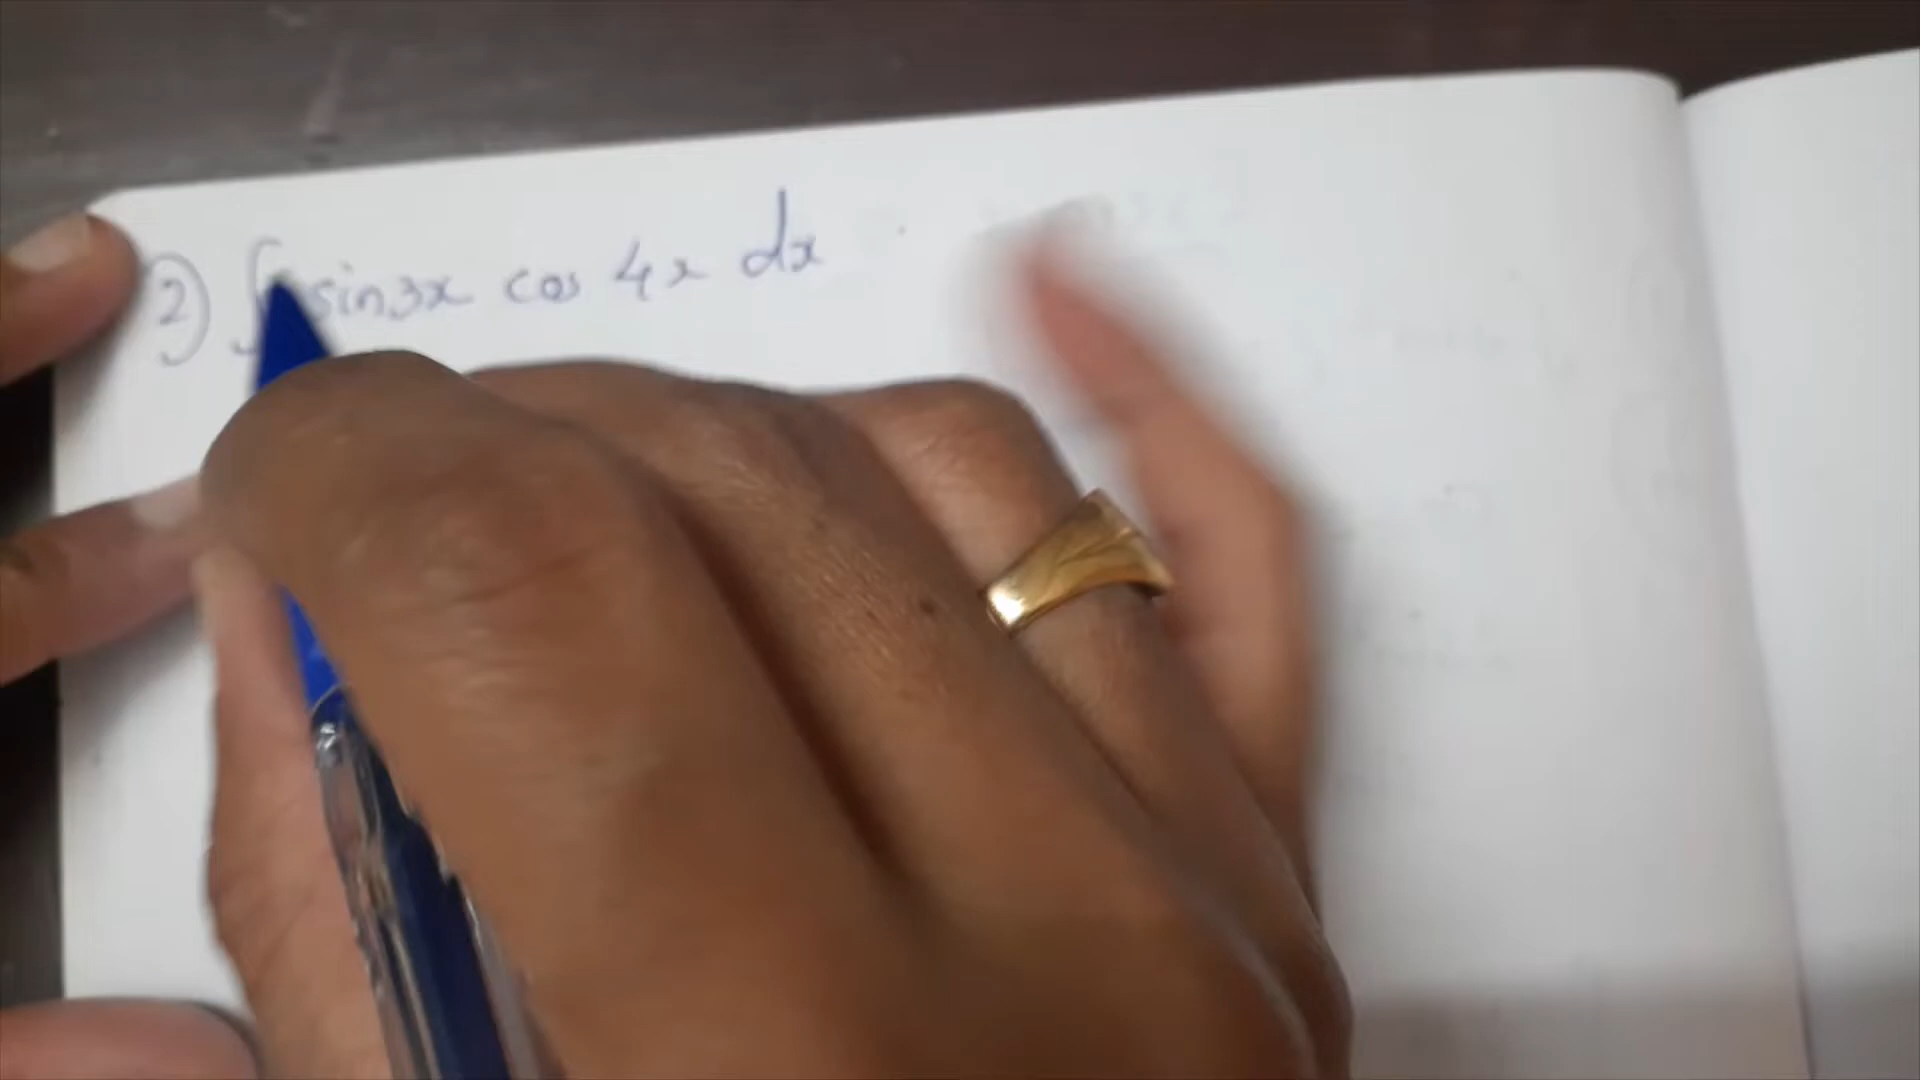 2) ∫ sin3x cos 4x dx